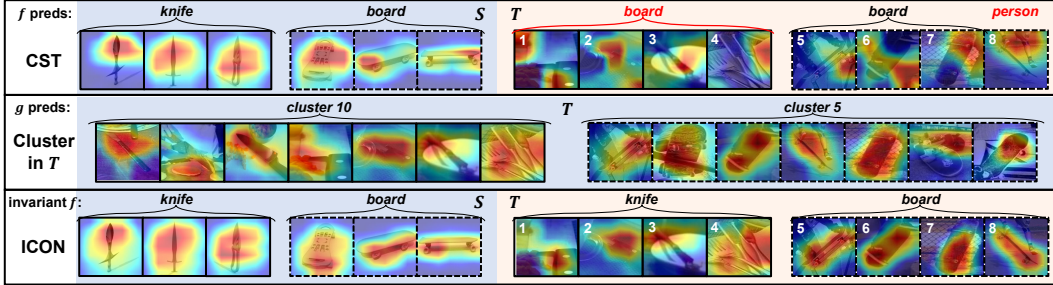 f preds: knife board S T board board person
CST 1 2 3 4 5 6 7 8
g preds: cluster 10 T cluster 5
Cluster
in T
invariant f: knife board S T knife board
ICON 1 2 3 4 5 6 7 8